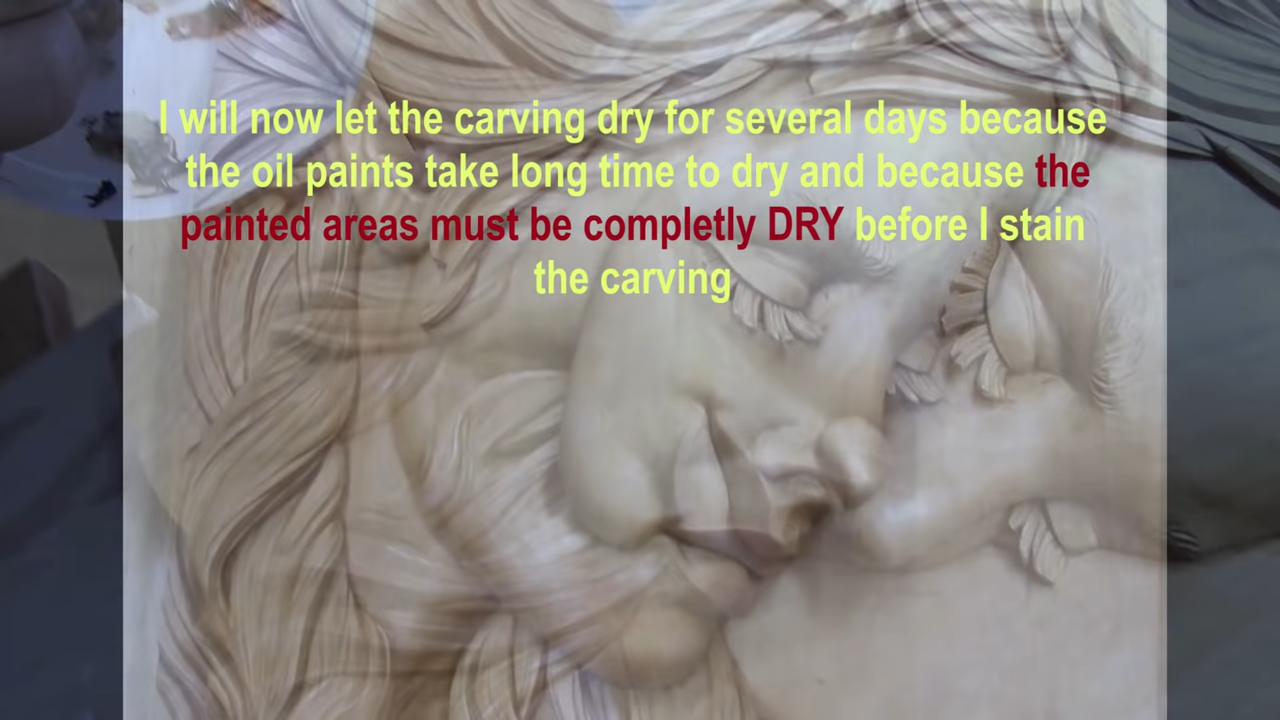 I will now let the carving dry for several days because
the oil paints take long time to dry and because the
painted areas must be completly DRY before I stain
the carving